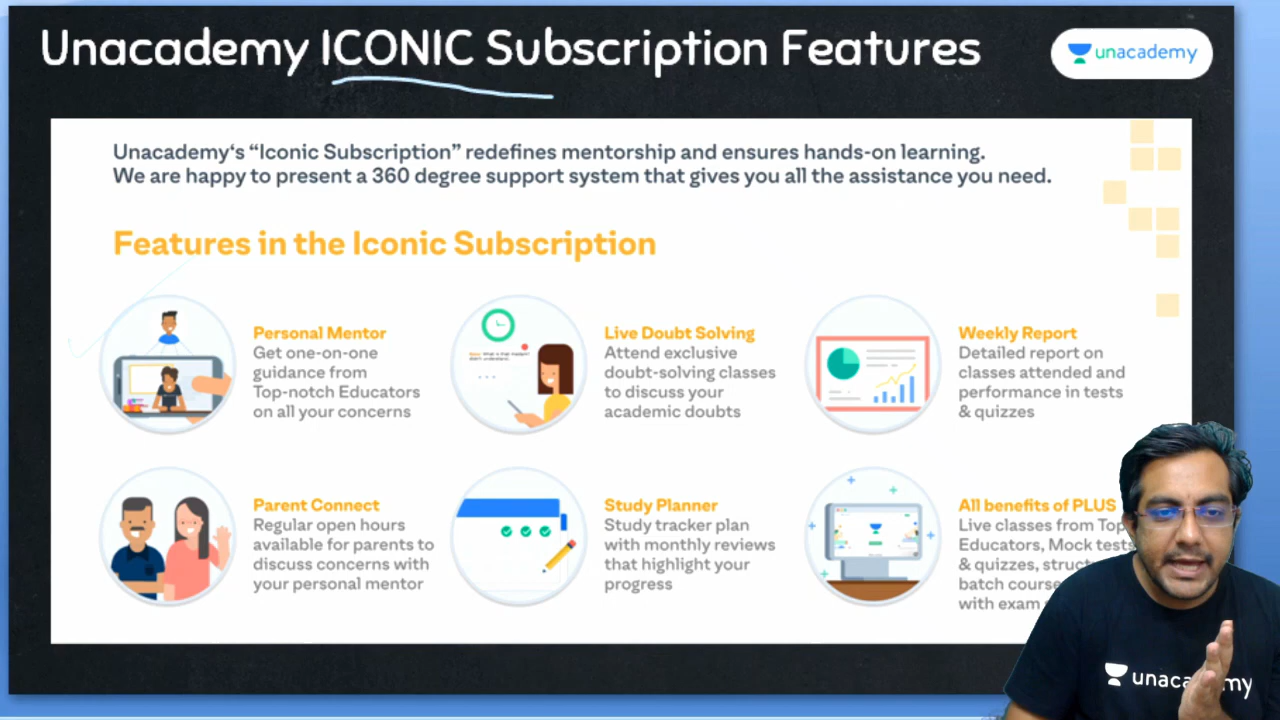 Unacademy ICONIC Subscription Features
unacademy
Unacademy's “Iconic Subscription” redefines mentorship and ensures hands-on learning.
We are happy to present a 360 degree support system that gives you all the assistance you need.
Features in the Iconic Subscription
Personal Mentor
Get one-on-one
guidance from
Top-notch Educators
on all your concerns
Live Doubt Solving
Attend exclusive
doubt-solving classes
to discuss your
academic doubts
Weekly Report
Detailed report on
classes attended and
performance in tests
& quizzes
Parent Connect
Regular open hours
available for parents to
discuss concerns with
your personal mentor
Study Planner
Study tracker plan
with monthly reviews
that highlight your
progress
All benefits of PLUS
Live classes from Top
Educators, Mock tests
& quizzes,
batch
with exam